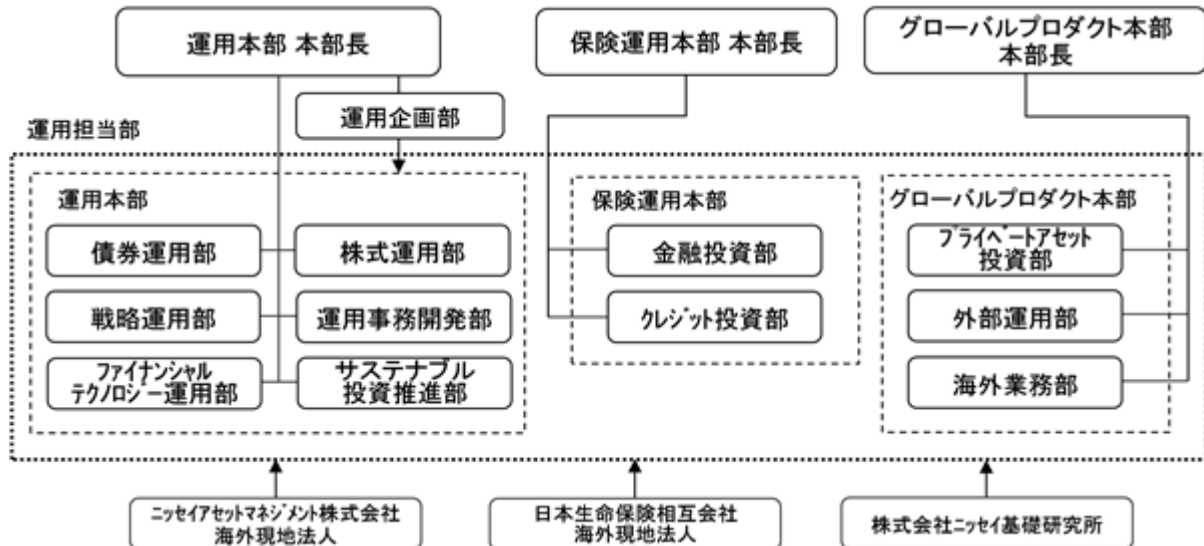 運用本部 本部長
保険運用本部 本部長
グローバルプロダクト本部
本部長
運用企画部
運用担当部
運用本部
債券運用部
株式運用部
戦略運用部
運用事務開発部
ファイナンシャル
テクノロジー運用部
サステナブル
投資推進部
保険運用本部
金融投資部
クレジット投資部
グローバルプロダクト本部
プライベートアセット
投資部
外部運用部
海外業務部
ニッセイアセットマネジメント株式会社
海外現地法人
日本生命保険相互会社
海外現地法人
株式会社ニッセイ基礎研究所